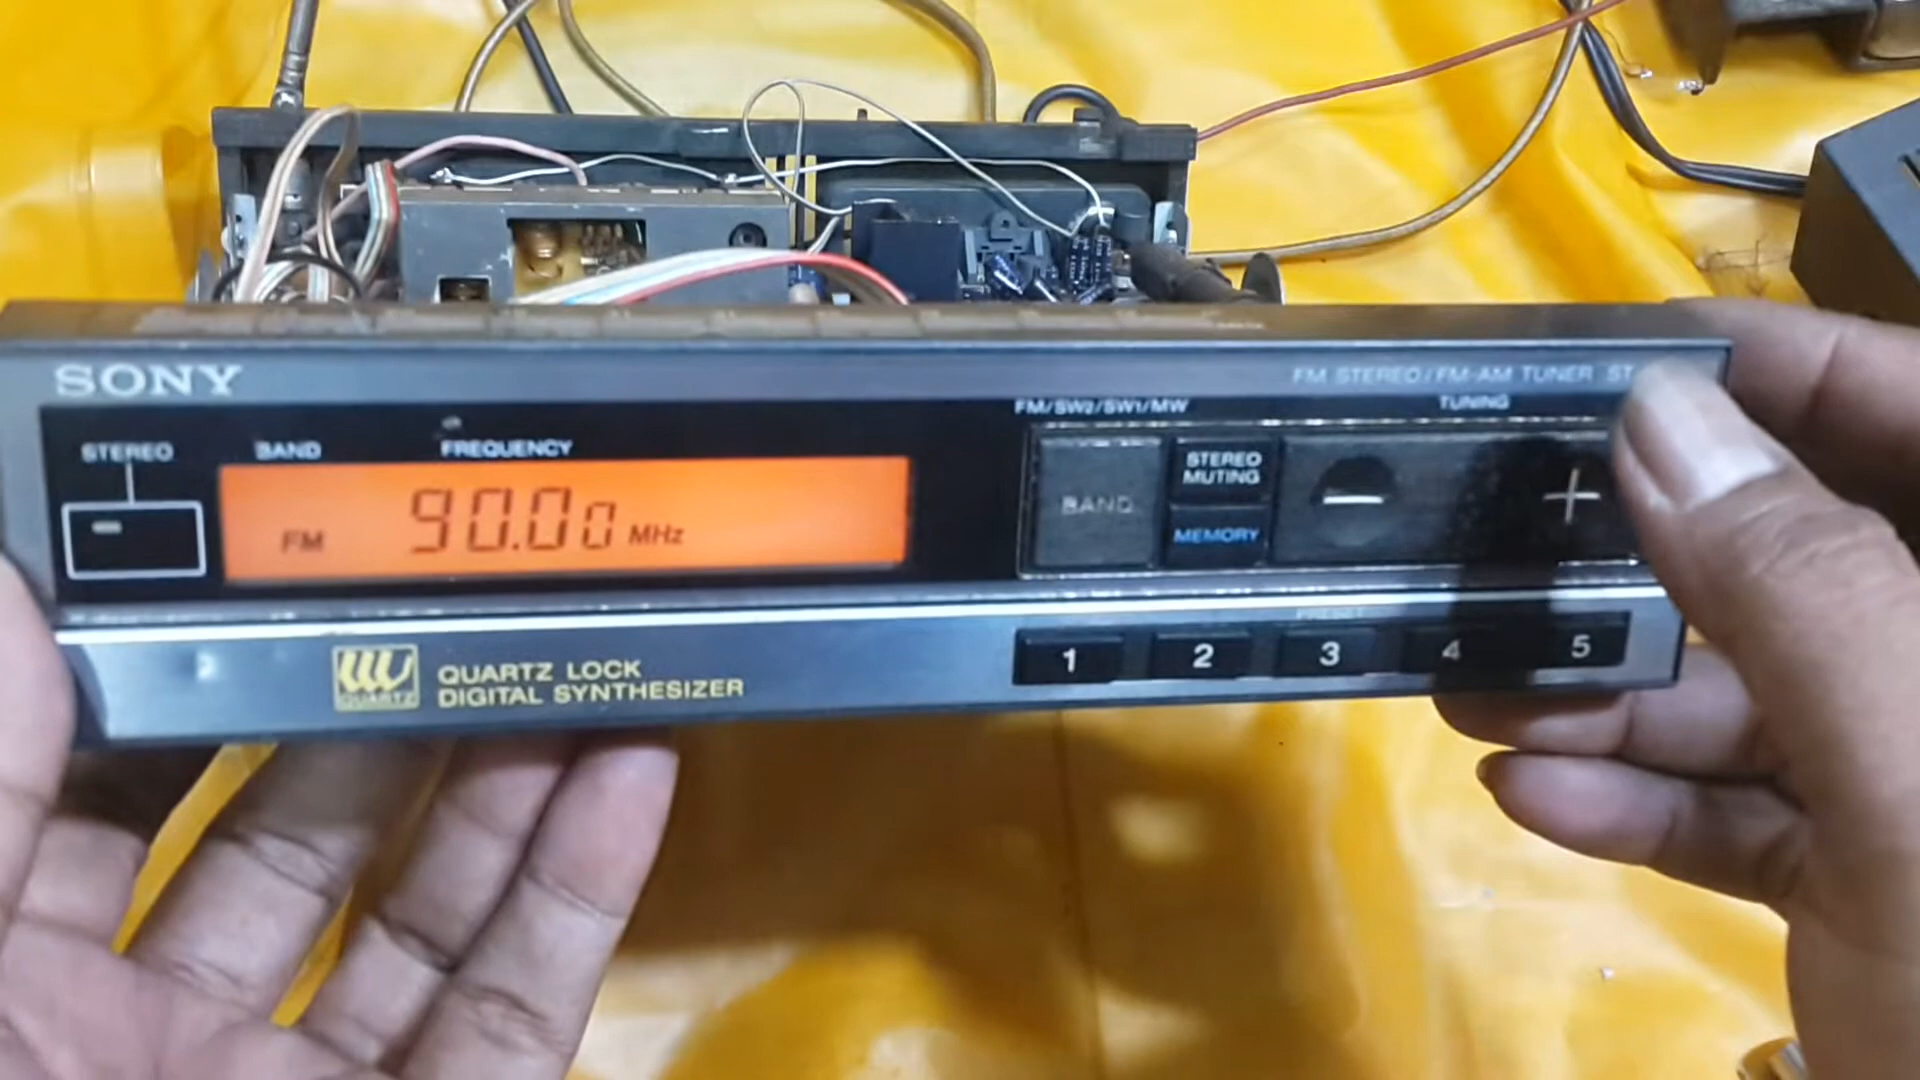 SONY
FM STEREO/FM-AM TUNER ST
FM/SW2/SW1/MW
TUNING
STEREO
BAND
FREQUENCY
FM 90.00 MHz
BAND
STEREO
MUTING
MEMORY
− +
QUARTZ
QUARTZ LOCK
DIGITAL SYNTHESIZER
PRESET
1 2 3 4 5